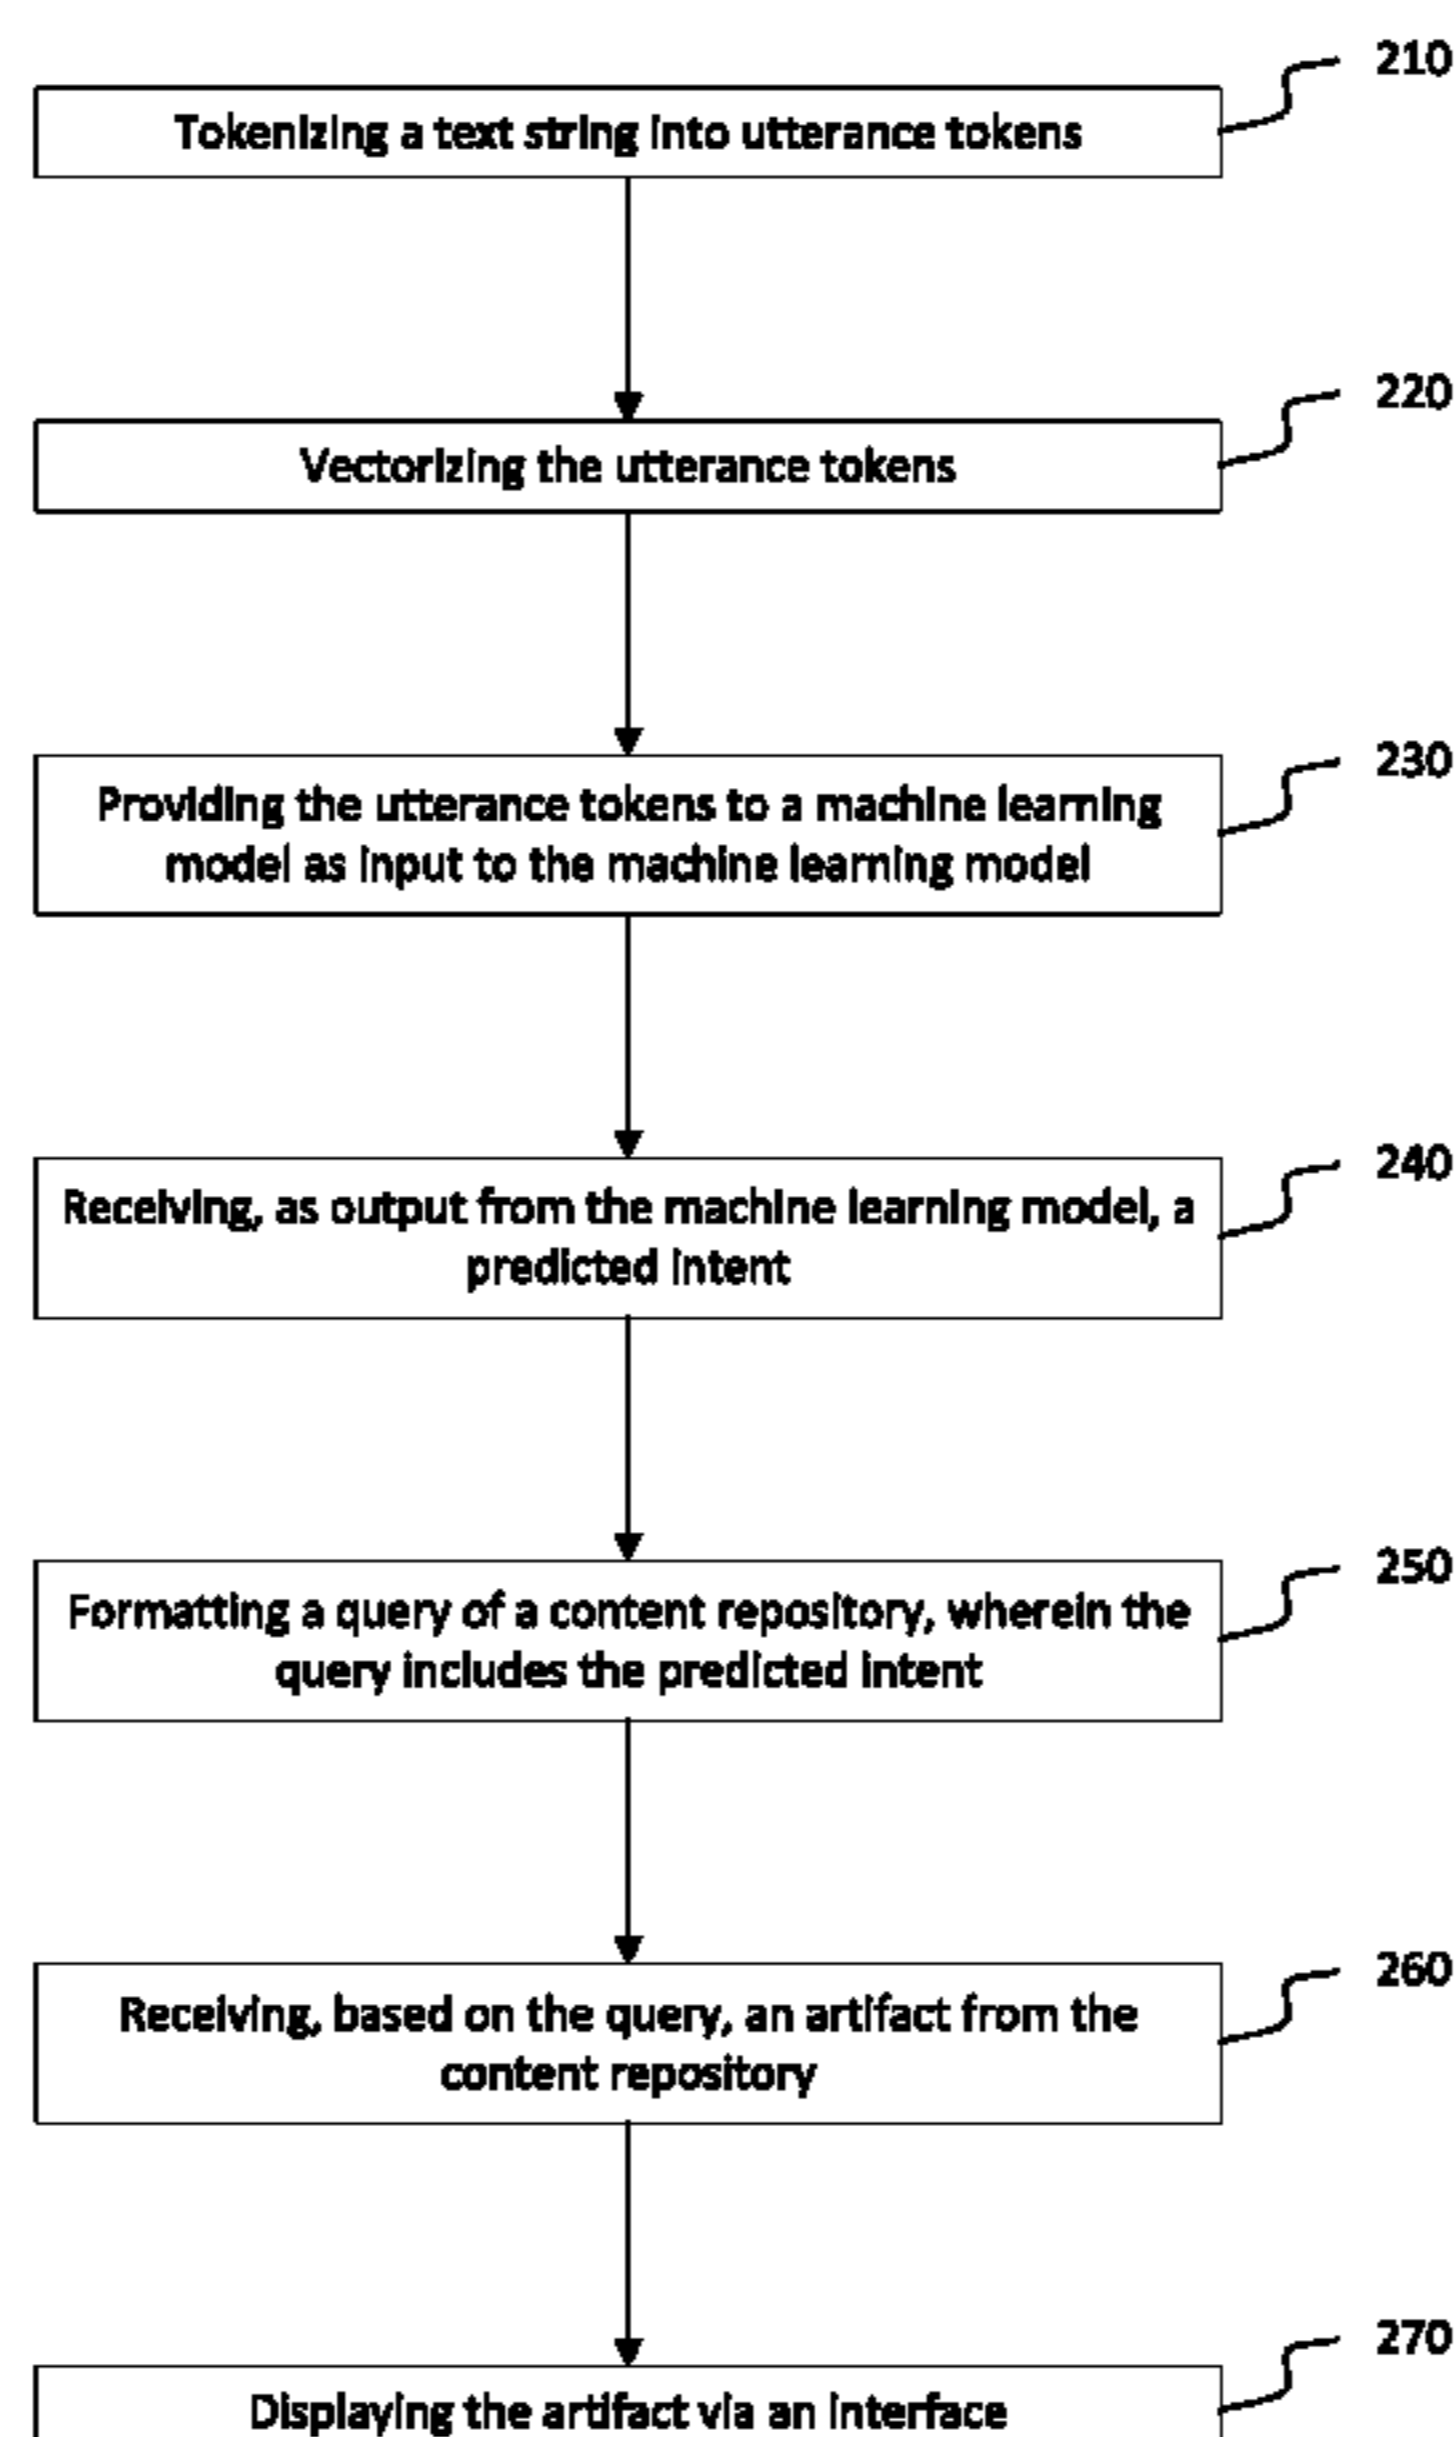 210
Tokenizing a text string into utterance tokens
220
Vectorizing the utterance tokens
230
Providing the utterance tokens to a machine learning
model as input to the machine learning model
240
Receiving, as output from the machine learning model, a
predicted intent
250
Formatting a query of a content repository, wherein the
query includes the predicted intent
260
Receiving, based on the query, an artifact from the
content repository
270
Displaying the artifact via an interface